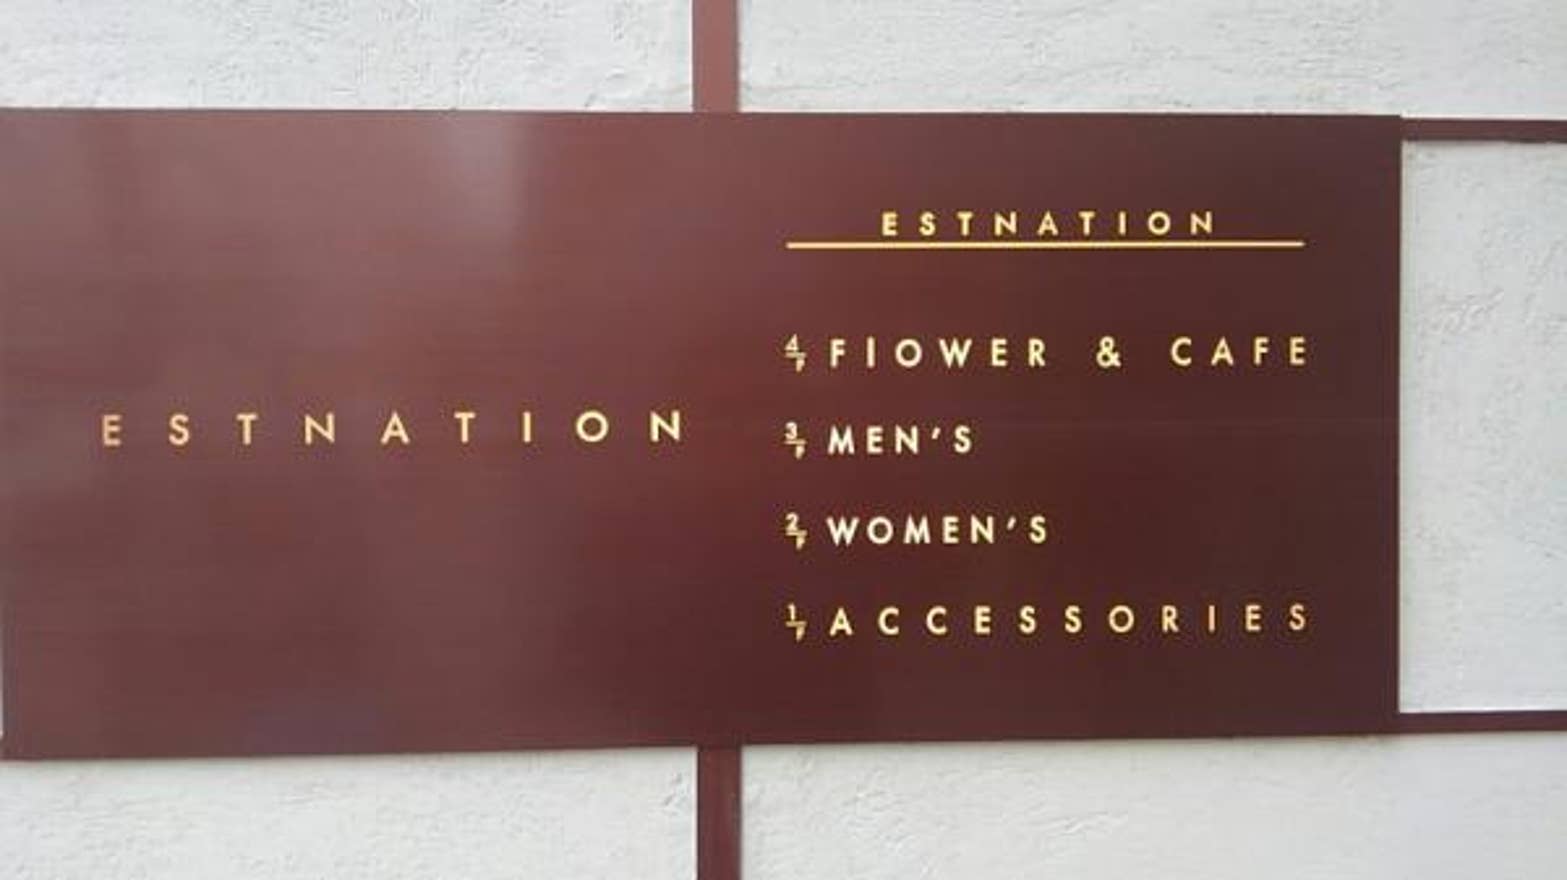 ESTNATION
ESTNATION
4/F FIOWER & CAFE
3/F MEN'S
2/F WOMEN'S
1/F ACCESSORIES